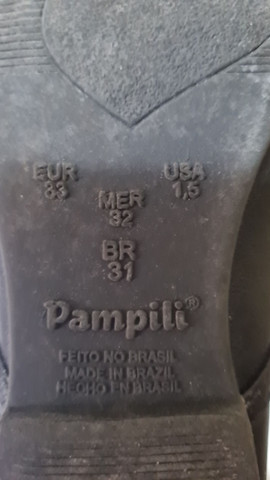 EUR USA
33 1,5
MER
32
BR
31
Pampili®
FEITO NO BRASIL
MADE IN BRAZIL
HECHO EN BRASIL